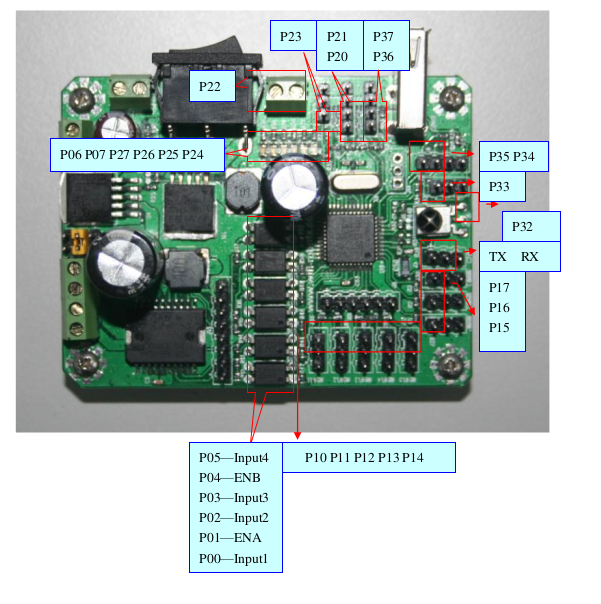 P23
P21
P20
P37
P36
P22
P06 P07 P27 P26 P25 P24
P35 P34
P33
P32
TX RX
P17
P16
P15
P10 P11 P12 P13 P14
P05—Input4
P04—ENB
P03—Input3
P02—Input2
P01—ENA
P00—Input1